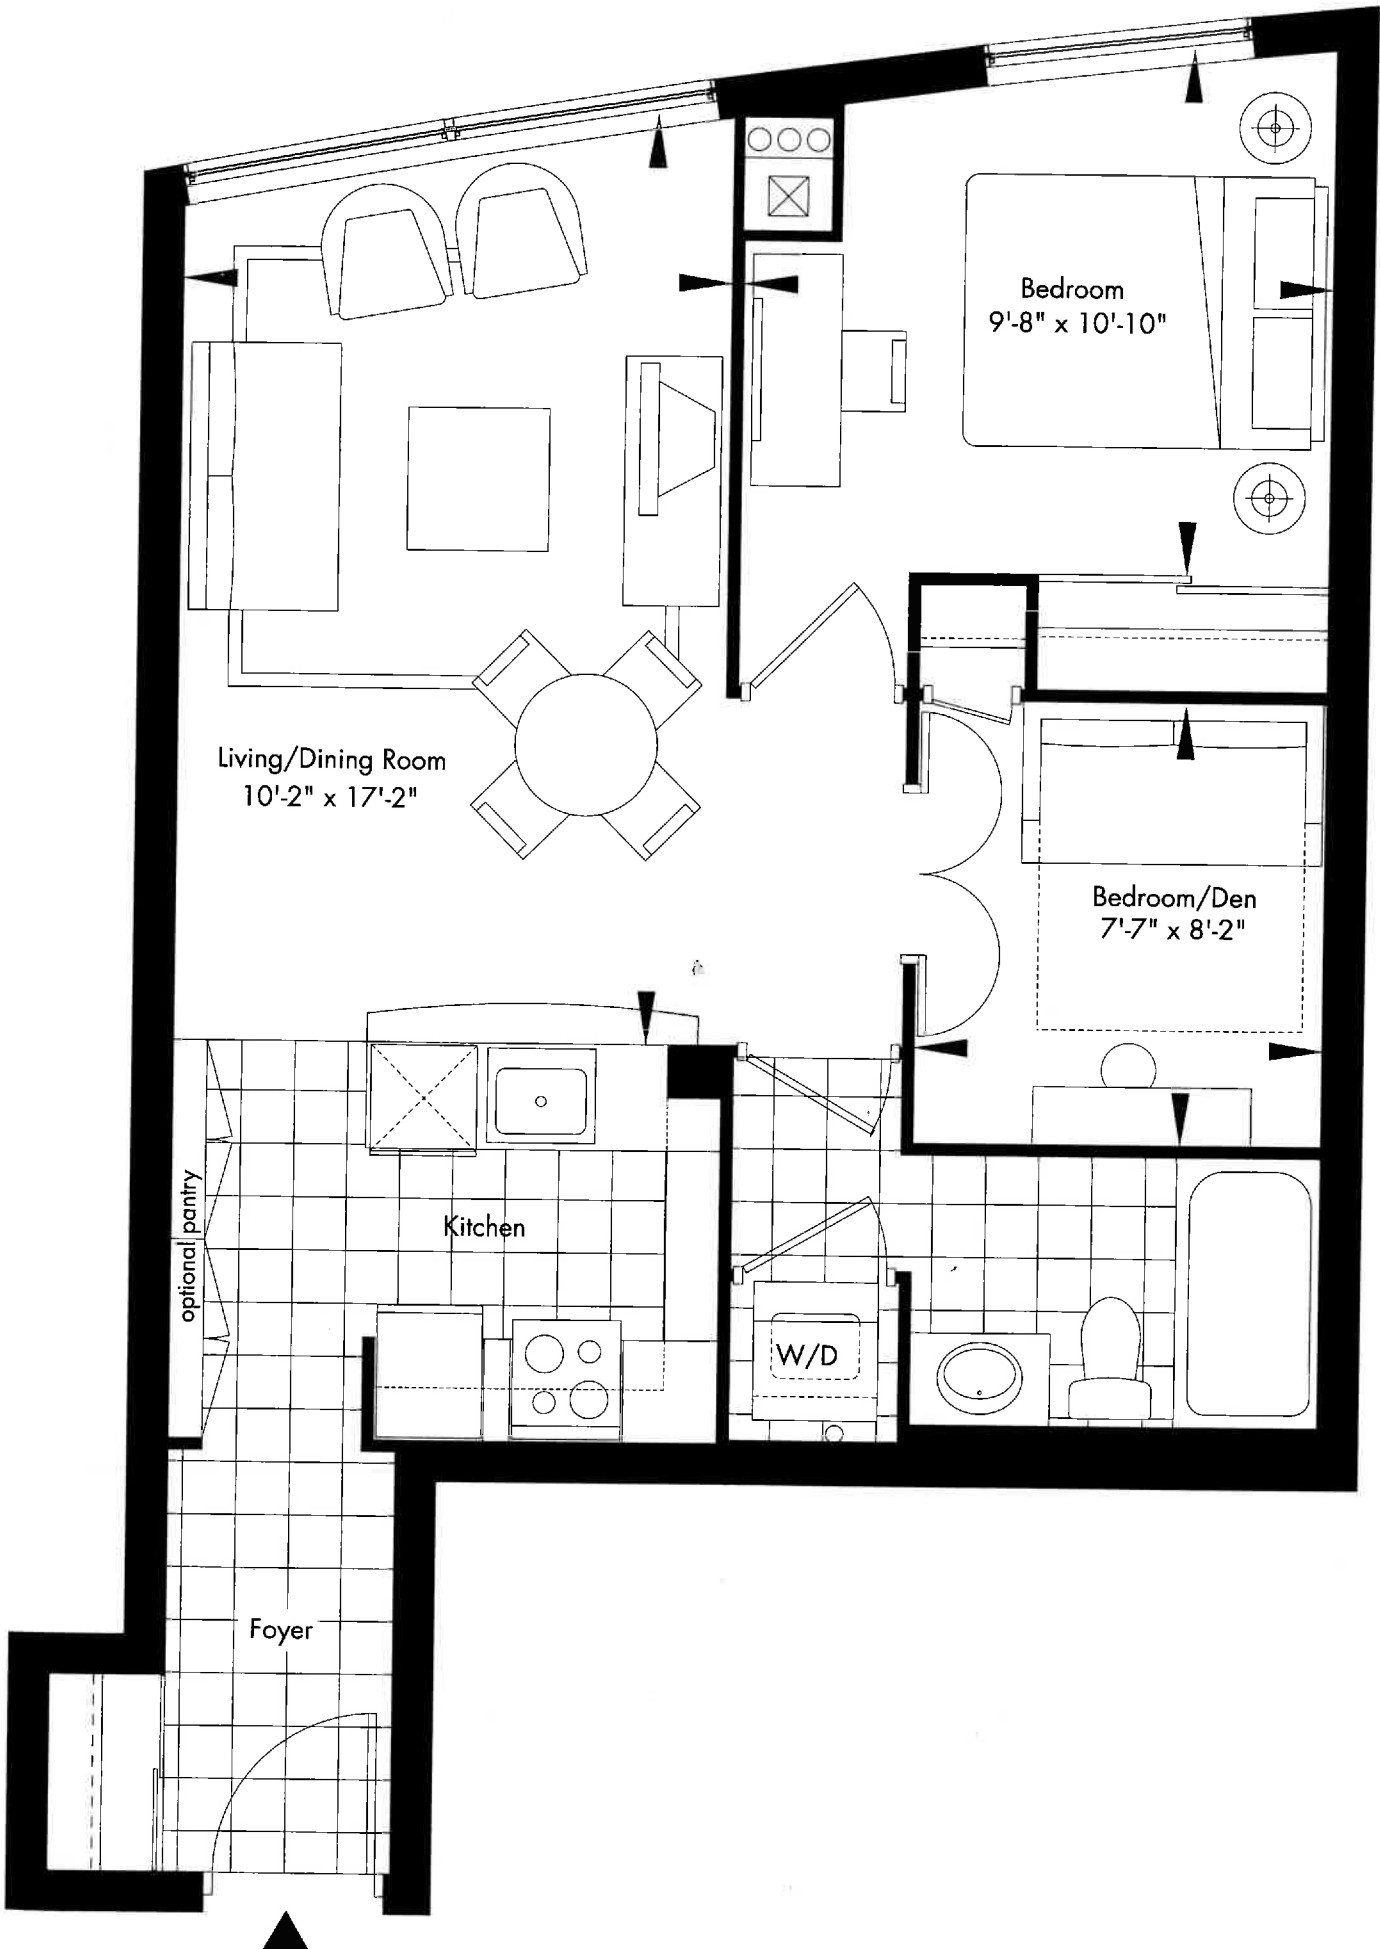 Bedroom
9'-8" x 10'-10"
Living/Dining Room
10'-2" x 17'-2"
Bedroom/Den
7'-7" x 8'-2"
optional pantry
Kitchen
W/D
Foyer